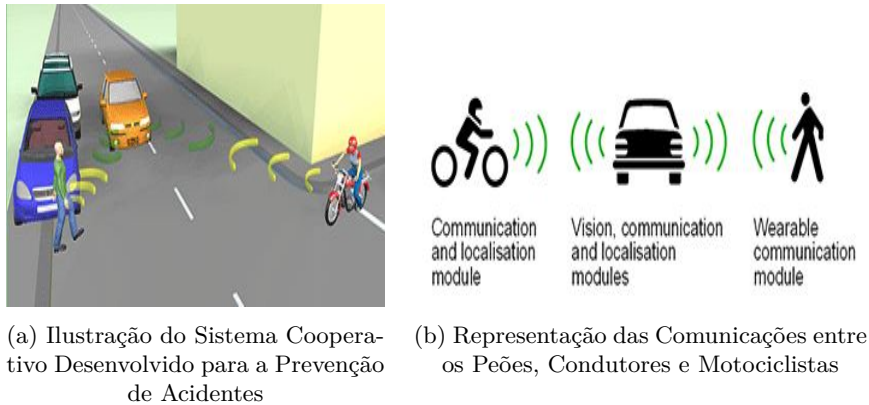 Communication
and localisation
module
Vision, communication
and localisation
modules
Wearable
communication
module
(a) Ilustração do Sistema Coopera-
tivo Desenvolvido para a Prevenção
de Acidentes
(b) Representação das Comunicações entre
os Peões, Condutores e Motociclistas